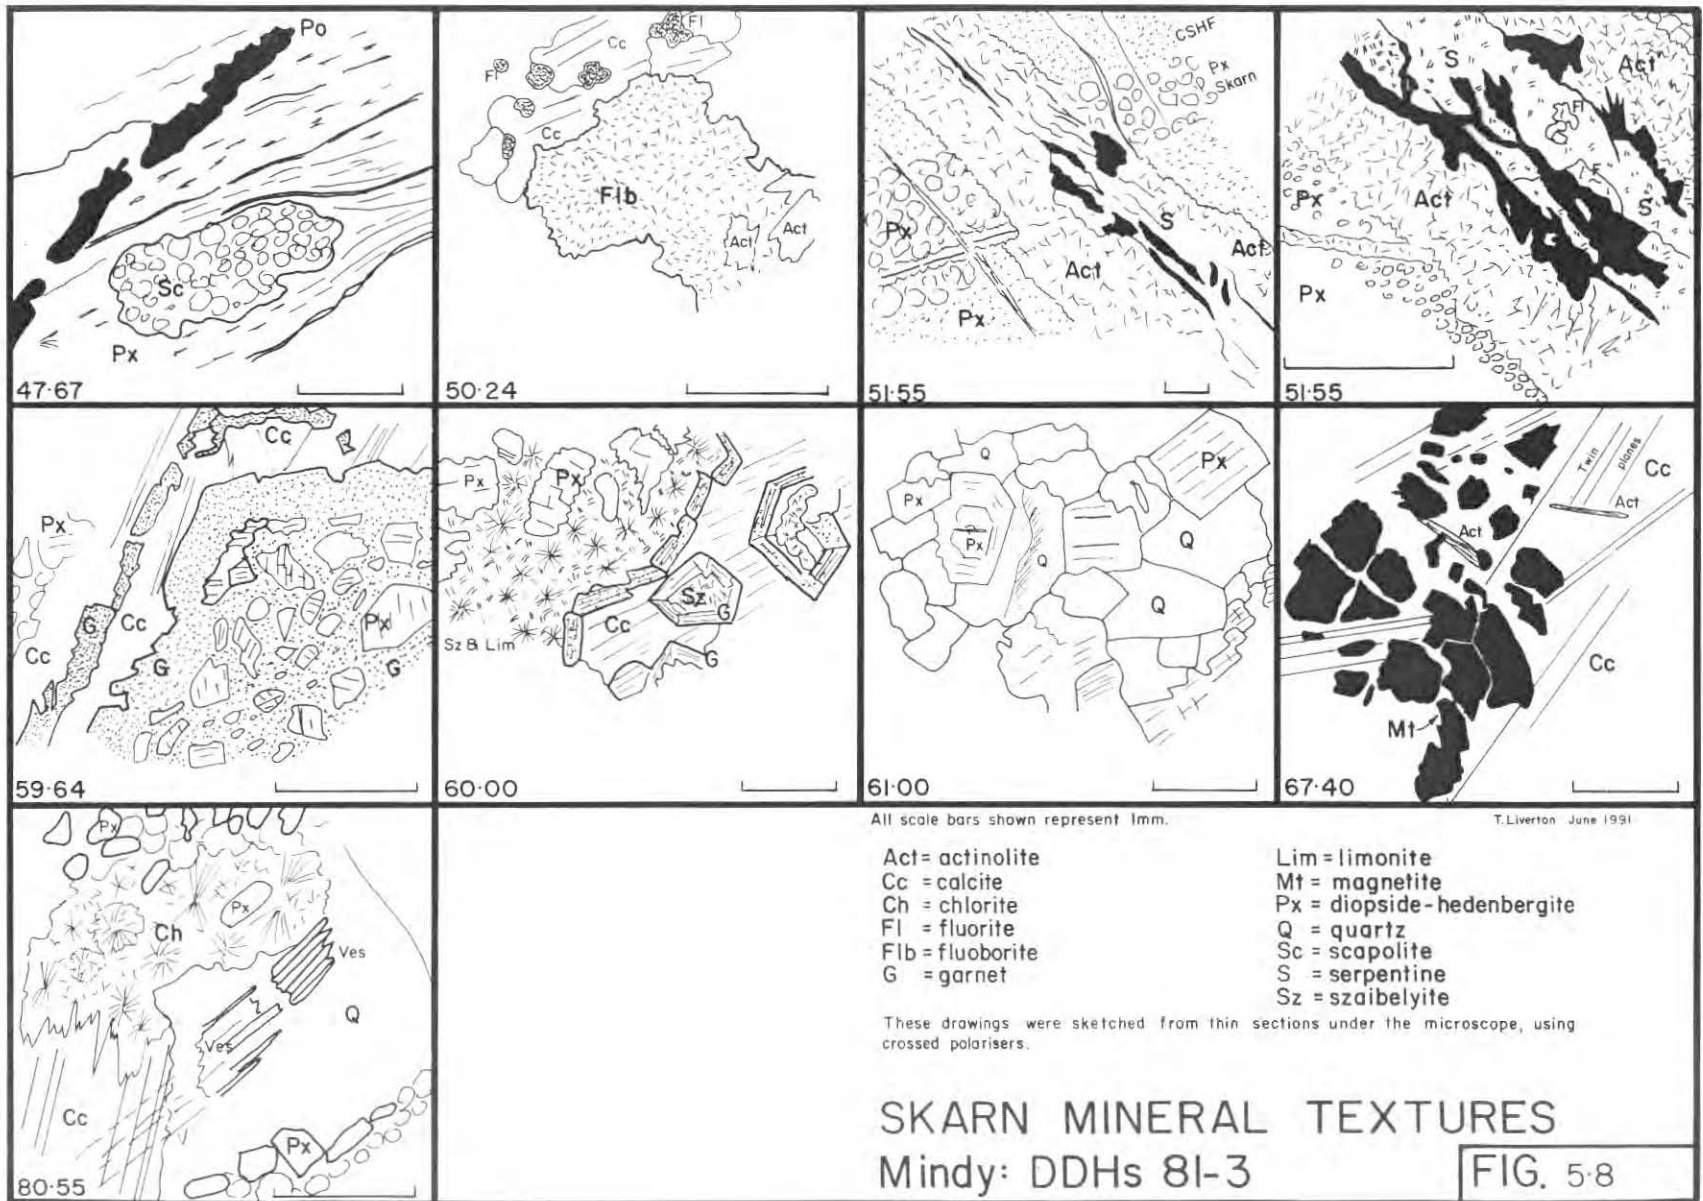 Po
Sc
Px
47·67
Fl
Cc
Fl
Cc
Flb
Act
Act
50·24
CSHF
Px
Skarn
Px
S
Act
Act
Px
51·55
S
Act
Fl
F
Px
Act
S
Px
51·55
Cc
Px
G
Cc
Px
Cc
G
G
59·64
Px
Px
Sz
G
Cc
Sz & Lim
G
60·00
Q
Px
Px
Px
Q
Q
Q
61·00
Twin
planes
Cc
Act
Act
Cc
Mt
67·40
Px
Px
Ch
Ves
Q
Ves
Cc
Px
80·55
All scale bars shown represent 1mm.
T. Liverton June 1991
Act = actinolite
Cc = calcite
Ch = chlorite
Fl = fluorite
Flb = fluoborite
G = garnet
Lim = limonite
Mt = magnetite
Px = diopside-hedenbergite
Q = quartz
Sc = scapolite
S = serpentine
Sz = szaibelyite
These drawings were sketched from thin sections under the microscope, using
crossed polarisers.
SKARN MINERAL TEXTURES
Mindy: DDHs 81-3
FIG. 5·8